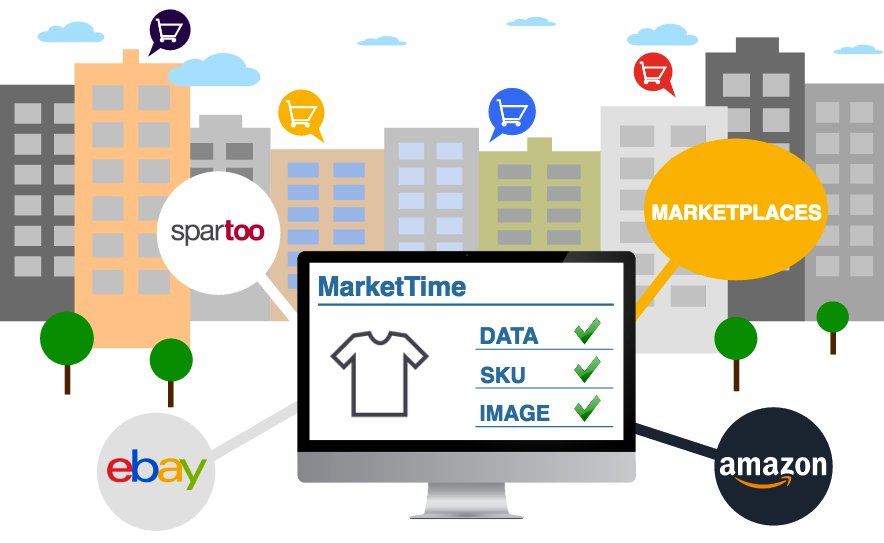 spartoo
MARKETPLACES
MarketTime
DATA
SKU
IMAGE
ebay
amazon